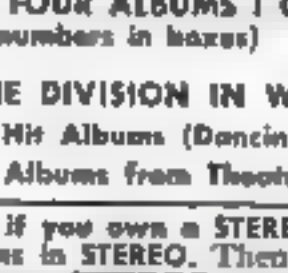 FOUR ALBUMS
numbers in boxes)
DIVISION IN
Hit Albums (Dancin
Albums from Theat
if you own a STERE
in STEREO. Then